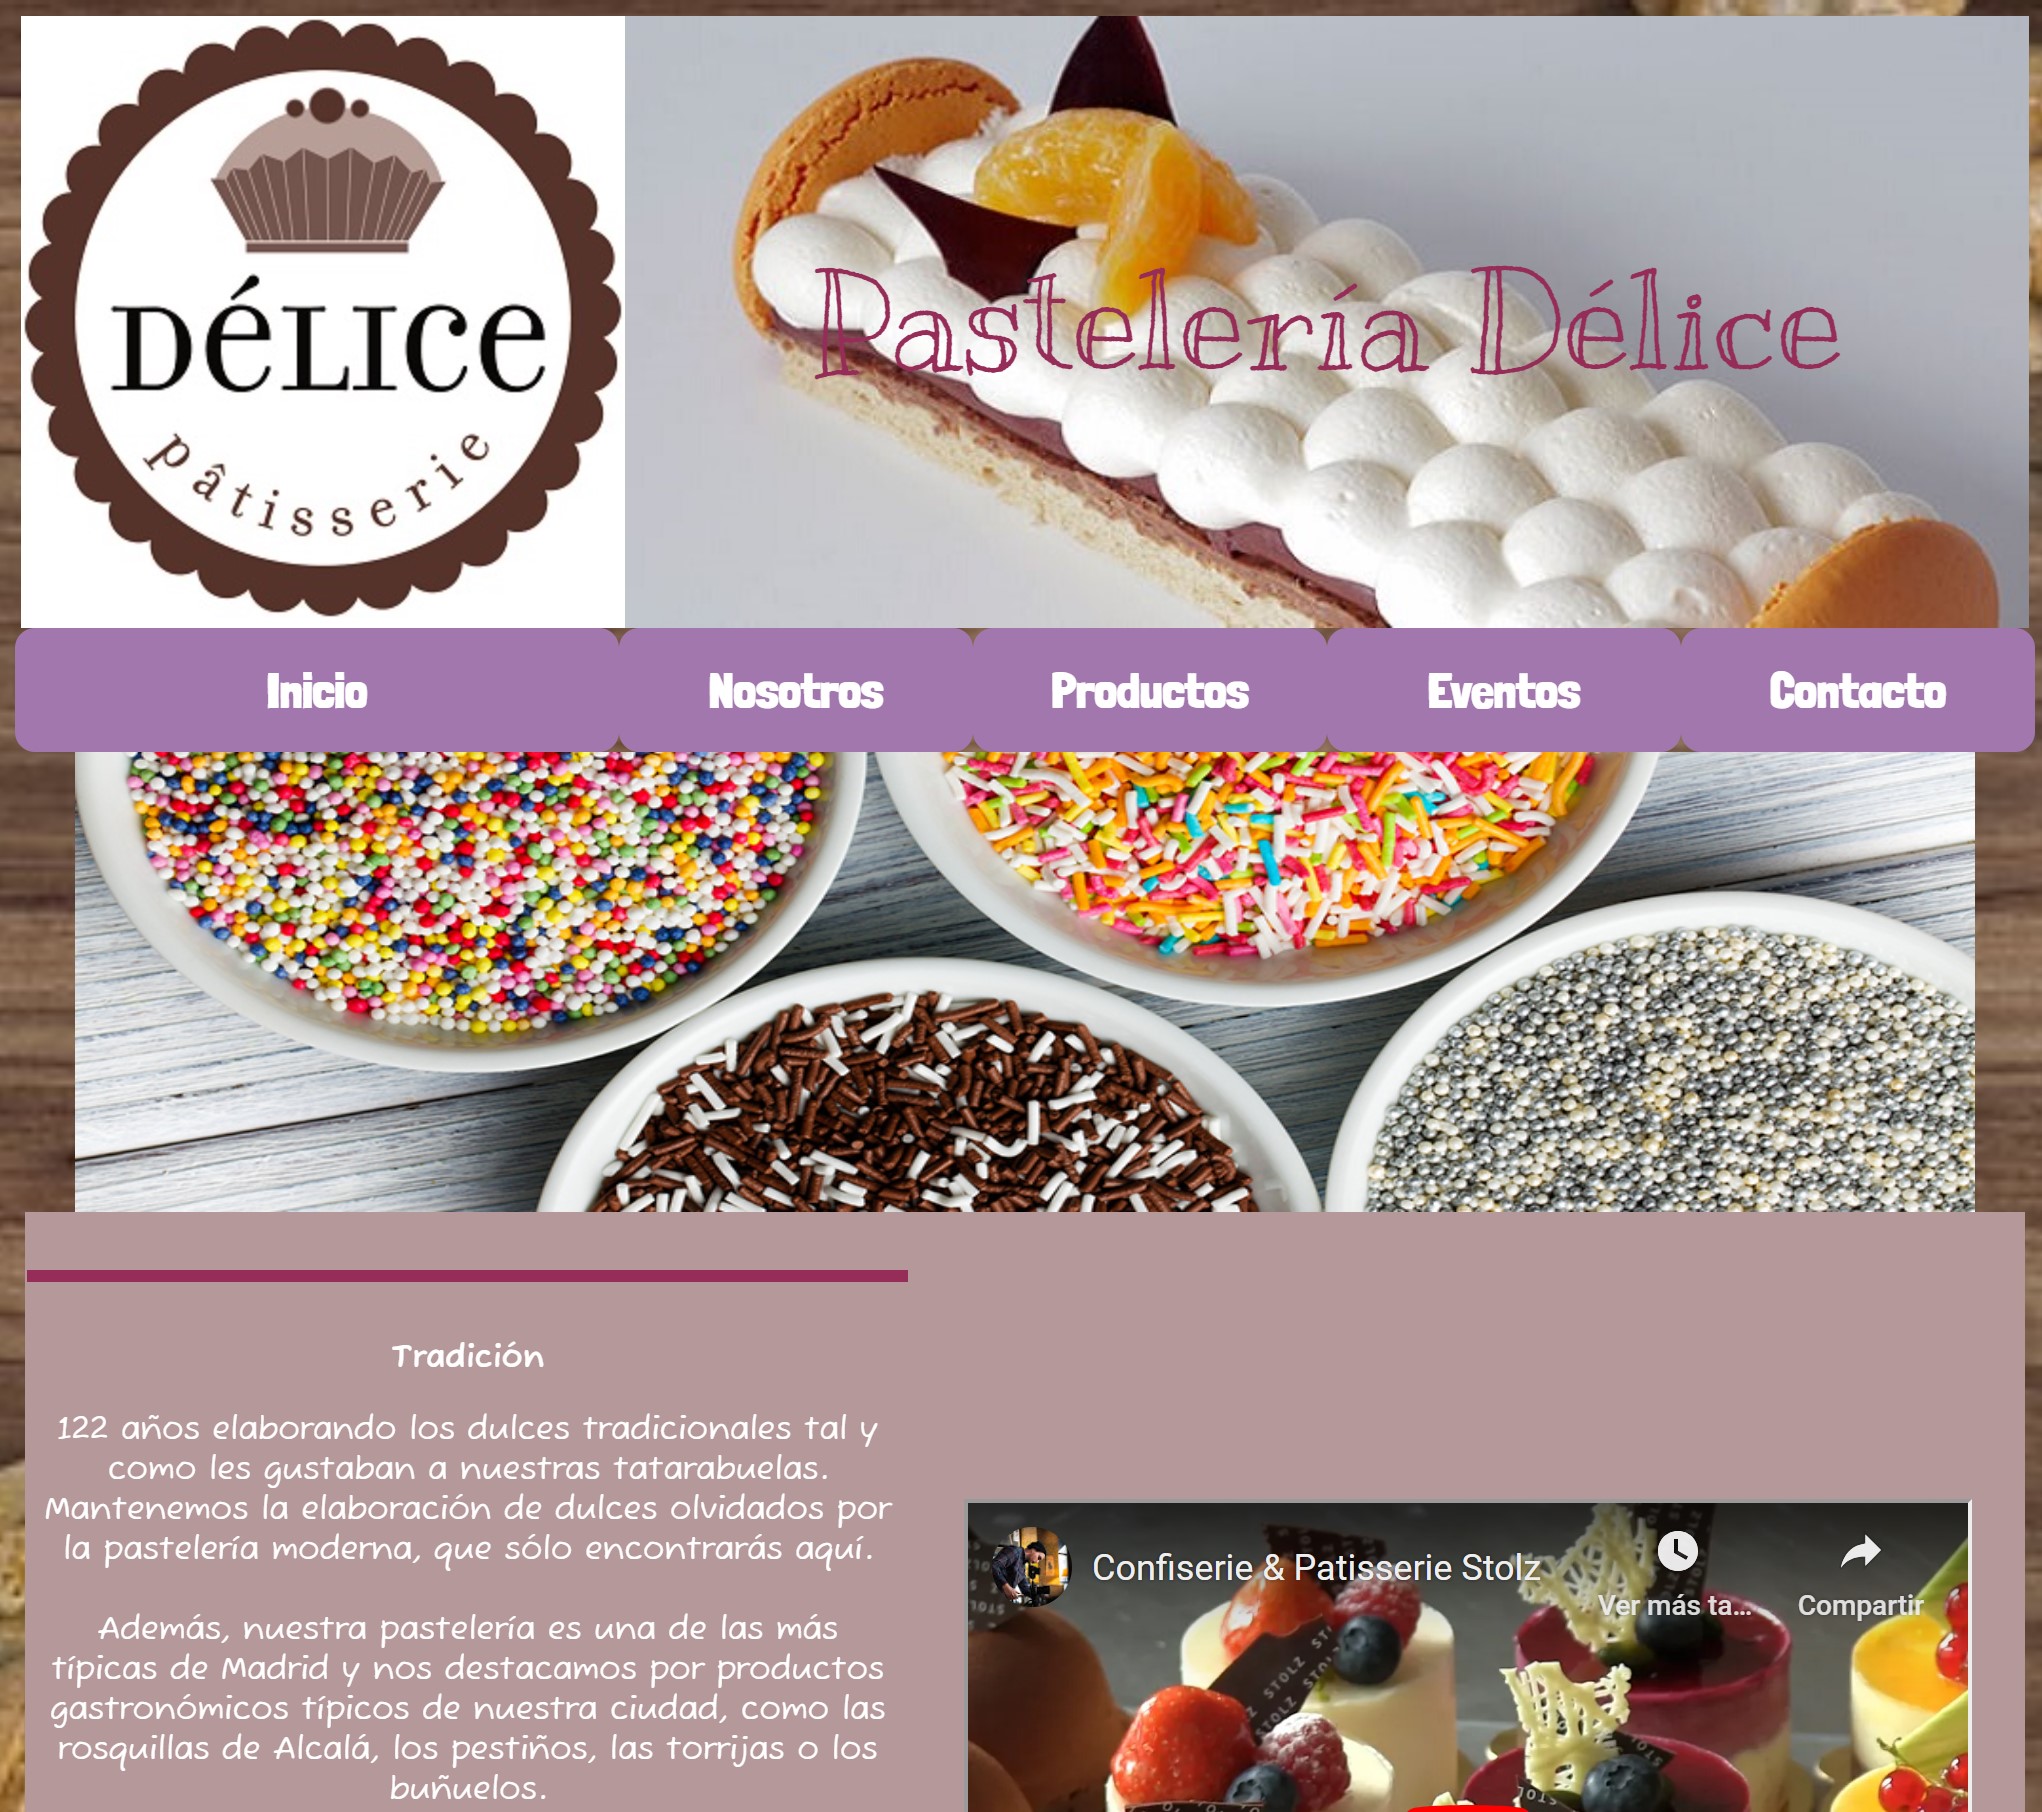 DéLICe
pâtisserie
Pastelería Délice
Inicio
Nosotros
Productos
Eventos
Contacto
Tradición
122 años elaborando los dulces tradicionales tal y
como les gustaban a nuestras tatarabuelas.
Mantenemos la elaboración de dulces olvidados por
la pastelería moderna, que sólo encontrarás aquí.
Además, nuestra pastelería es una de las más
típicas de Madrid y nos destacamos por productos
gastronómicos típicos de nuestra ciudad, como las
rosquillas de Alcalá, los pestiños, las torrijas o los
buñuelos.
Confiserie & Patisserie Stolz
Ver más ta...
Compartir
STOLZ
STOLZ